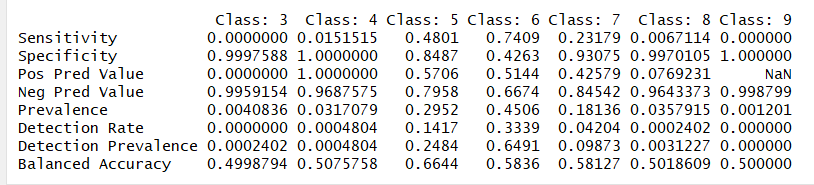 Class: 3 Class: 4 Class: 5 Class: 6 Class: 7 Class: 8 Class: 9
Sensitivity 0.0000000 0.0151515 0.4801 0.7409 0.23179 0.0067114 0.000000
Specificity 0.9997588 1.0000000 0.8487 0.4263 0.93075 0.9970105 1.000000
Pos Pred Value 0.0000000 1.0000000 0.5706 0.5144 0.42579 0.0769231 NaN
Neg Pred Value 0.9959154 0.9687575 0.7958 0.6674 0.84542 0.9643373 0.998799
Prevalence 0.0040836 0.0317079 0.2952 0.4506 0.18136 0.0357915 0.001201
Detection Rate 0.0000000 0.0004804 0.1417 0.3339 0.04204 0.0002402 0.000000
Detection Prevalence 0.0002402 0.0004804 0.2484 0.6491 0.09873 0.0031227 0.000000
Balanced Accuracy 0.4998794 0.5075758 0.6644 0.5836 0.58127 0.5018609 0.500000